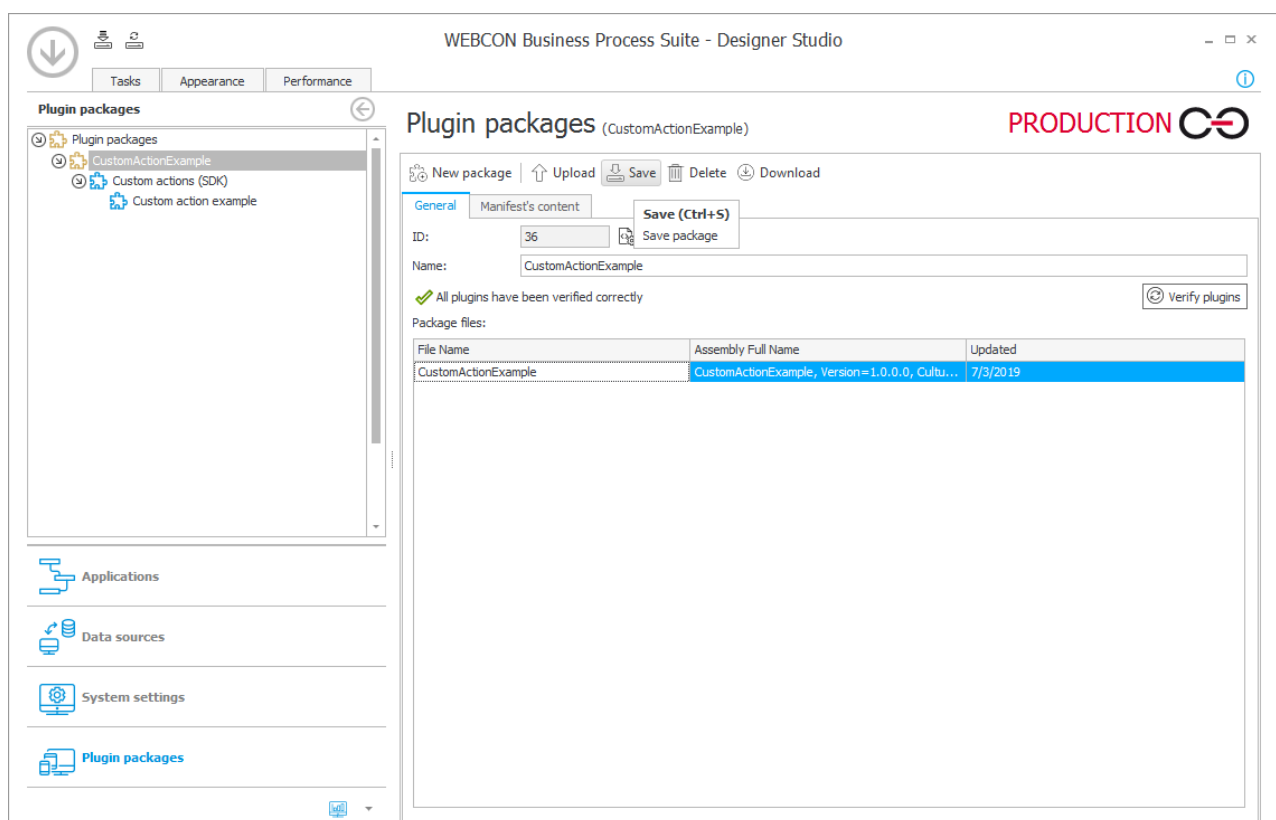 WEBCON Business Process Suite - Designer Studio
Tasks Appearance Performance
Plugin packages
Plugin packages
CustomActionExample
Custom actions (SDK)
Custom action example
Applications
Data sources
System settings
Plugin packages
Plugin packages (CustomActionExample)
PRODUCTION
New package Upload Save Delete Download
General Manifest's content
Save (Ctrl+S)
Save package
ID: 36
Name: CustomActionExample
All plugins have been verified correctly Verify plugins
Package files:
File Name Assembly Full Name Updated
CustomActionExample CustomActionExample, Version=1.0.0.0, Cultu... 7/3/2019